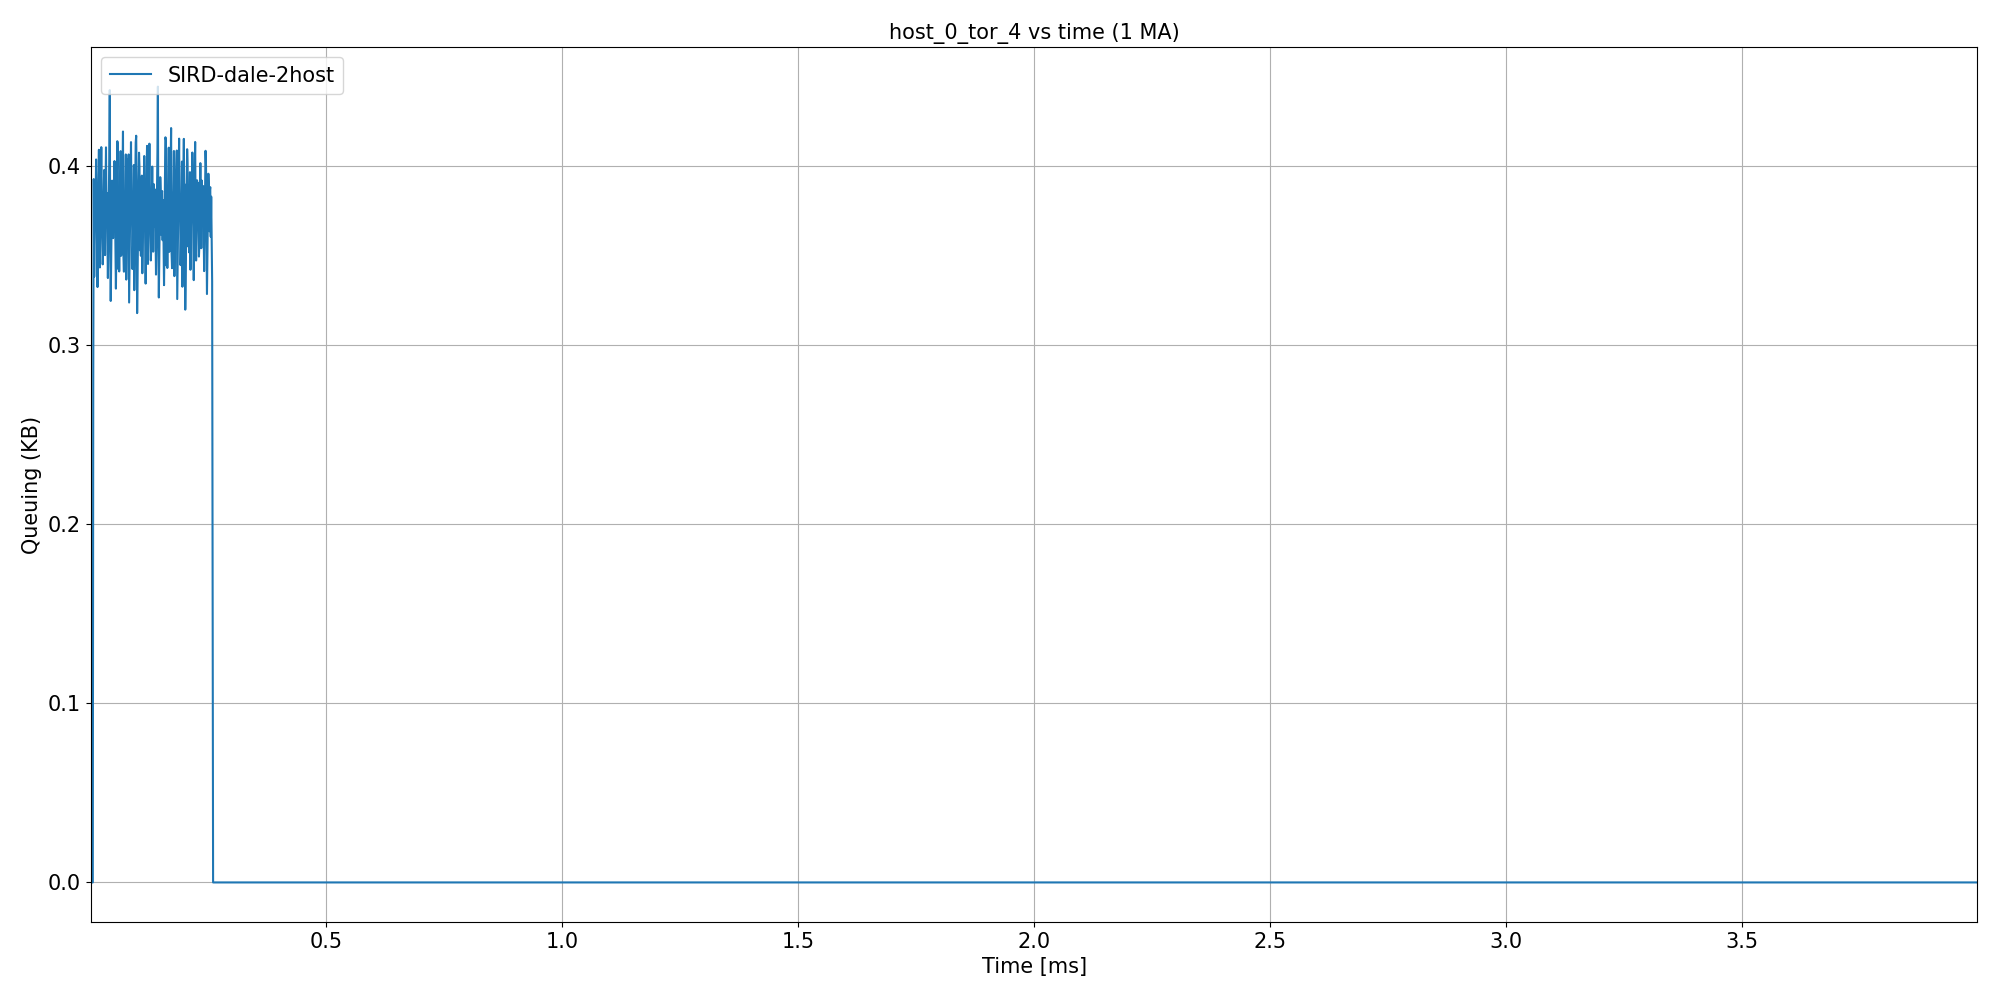 host_0_tor_4 vs time (1 MA)
SIRD-dale-2host
Queuing (KB)
0.4
0.3
0.2
0.1
0.0
0.5 1.0 1.5 2.0 2.5 3.0 3.5
Time [ms]